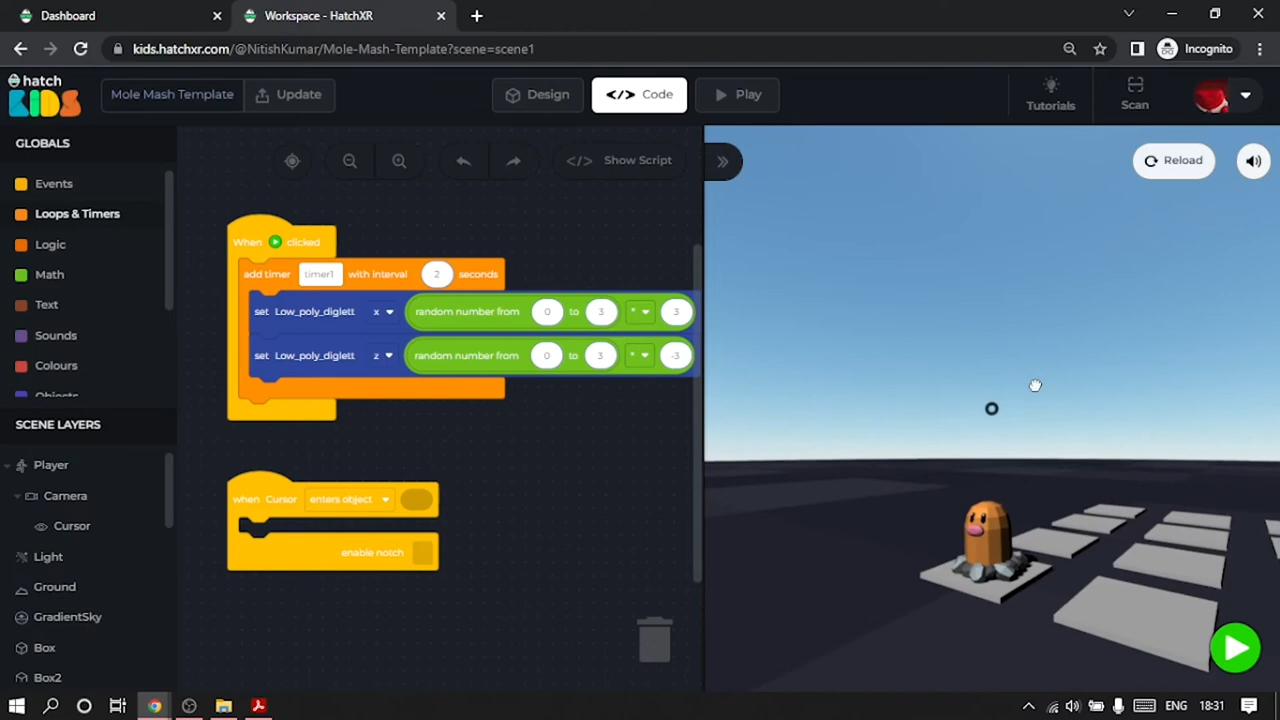 Dashboard
Workspace - HatchXR
kids.hatchxr.com/@NitishKumar/Mole-Mash-Template?scene=scene1
Incognito
hatch
KIDS
Mole Mash Template
Update
Design
</> Code
Play
Tutorials
Scan
GLOBALS
Events
Loops & Timers
Logic
Math
Text
Sounds
Colours
Objects
SCENE LAYERS
Player
Camera
Cursor
Light
Ground
GradientSky
Box
Box2
</> Show Script
When clicked
add timer timer1 with interval 2 seconds
set Low_poly_diglett x random number from 0 to 3 * 3
set Low_poly_diglett z random number from 0 to 3 * -3
when Cursor enters object
enable notch
Reload
ENG
18:31